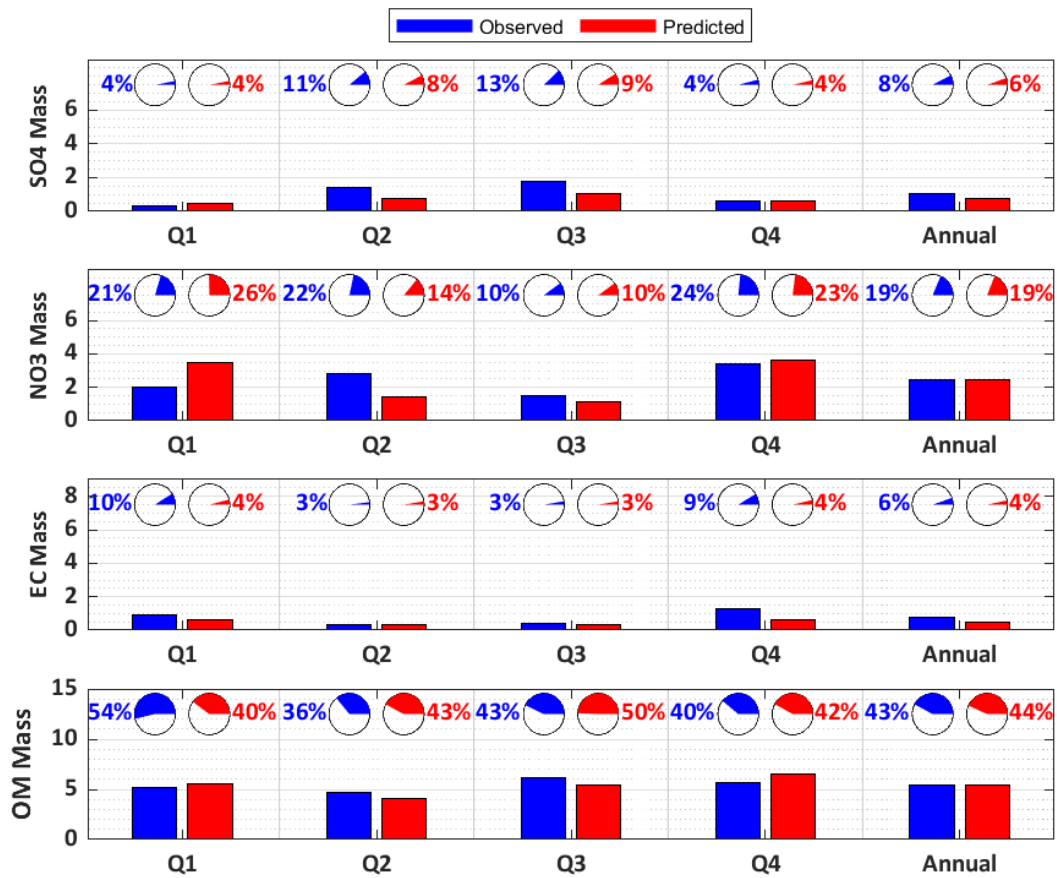 Observed Predicted
SO4 Mass
4% 4% 11% 8% 13% 9% 4% 4% 8% 6%
6
4
2
0
Q1 Q2 Q3 Q4 Annual
NO3 Mass
21% 26% 22% 14% 10% 10% 24% 23% 19% 19%
6
4
2
0
Q1 Q2 Q3 Q4 Annual
EC Mass
8 10% 4% 3% 3% 3% 3% 9% 4% 6% 4%
6
4
2
0
Q1 Q2 Q3 Q4 Annual
OM Mass
15
54% 40% 36% 43% 43% 50% 40% 42% 43% 44%
10
5
0
Q1 Q2 Q3 Q4 Annual